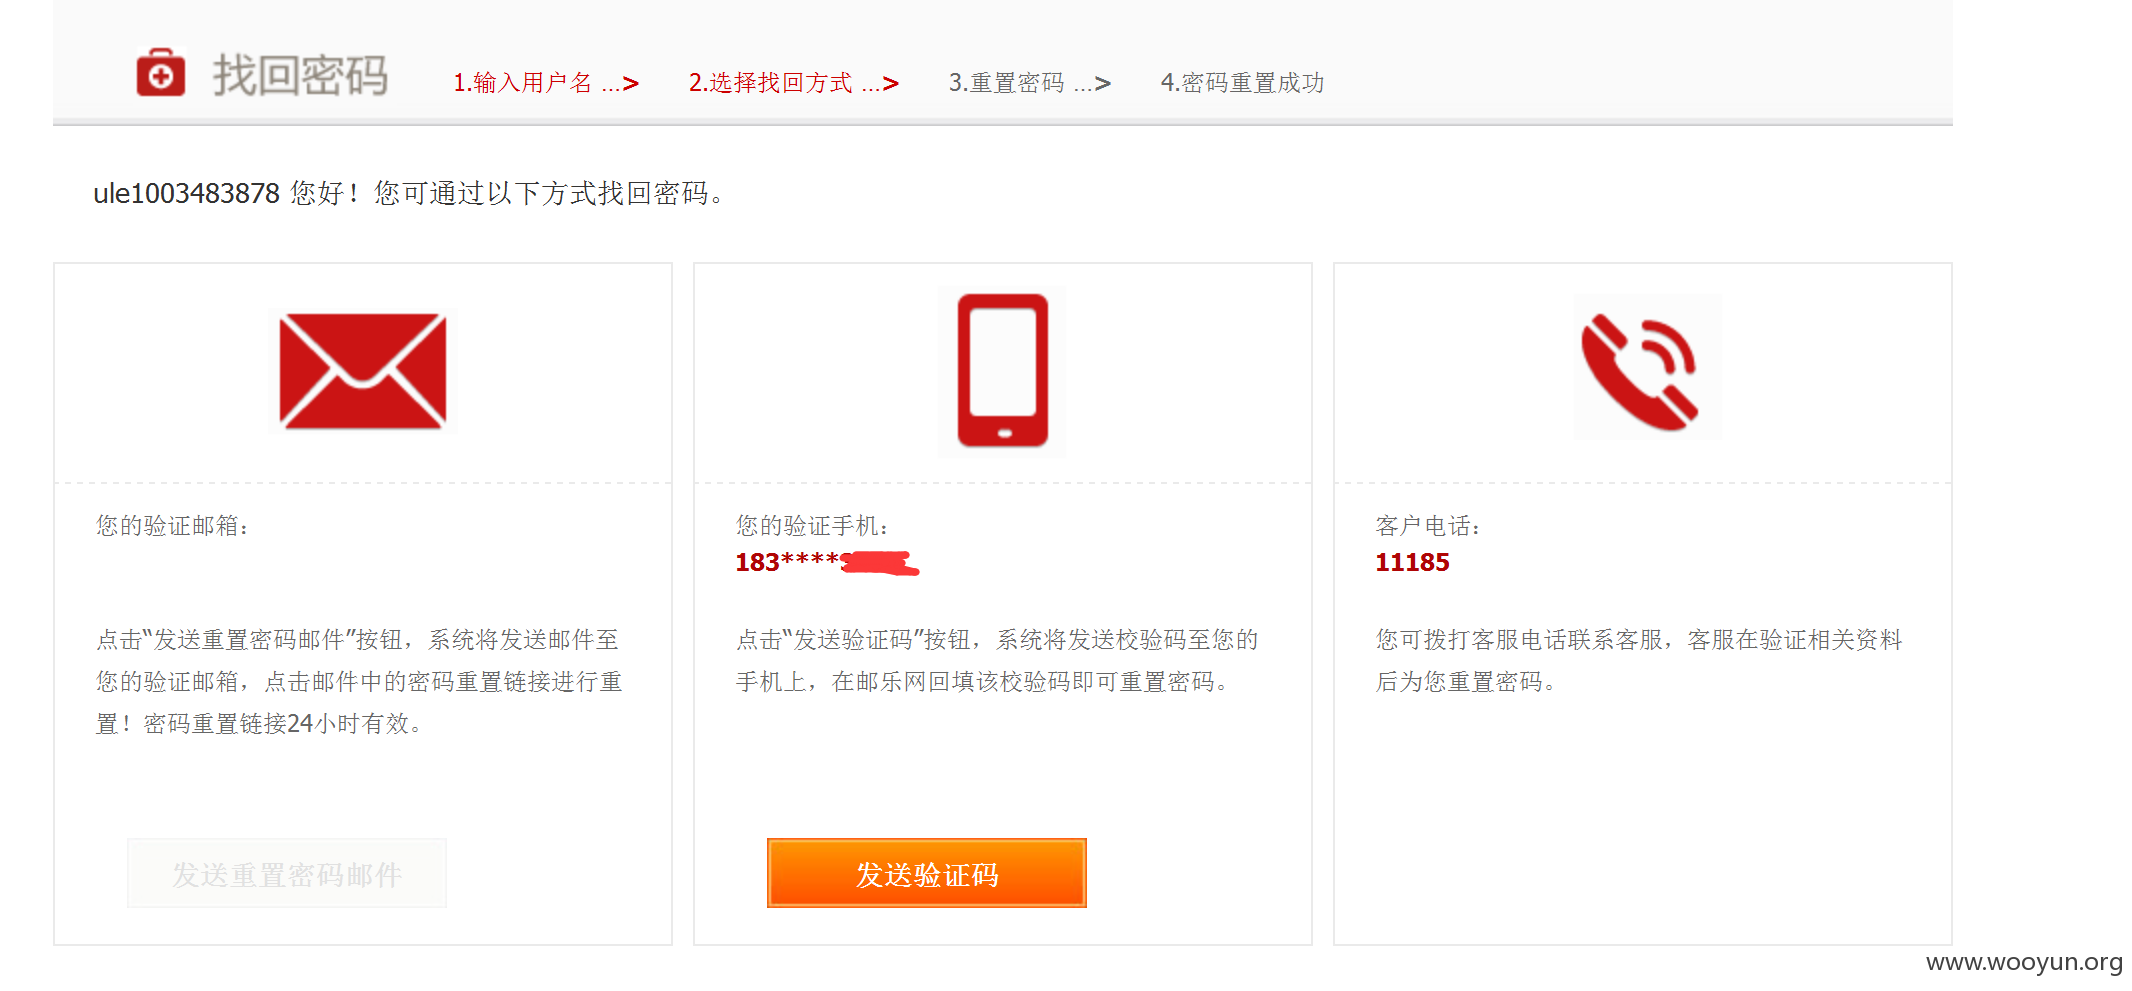 找回密码 1.输入用户名 ...> 2.选择找回方式 ...> 3.重置密码 ...> 4.密码重置成功
ule1003483878 您好！您可通过以下方式找回密码。
您的验证邮箱：
点击“发送重置密码邮件”按钮，系统将发送邮件至
您的验证邮箱，点击邮件中的密码重置链接进行重
置！密码重置链接24小时有效。
发送重置密码邮件
您的验证手机：
183****
点击“发送验证码”按钮，系统将发送校验码至您的
手机上，在邮乐网回填该校验码即可重置密码。
发送验证码
客户电话：
11185
您可拨打客服电话联系客服，客服在验证相关资料
后为您重置密码。
www.wooyun.org